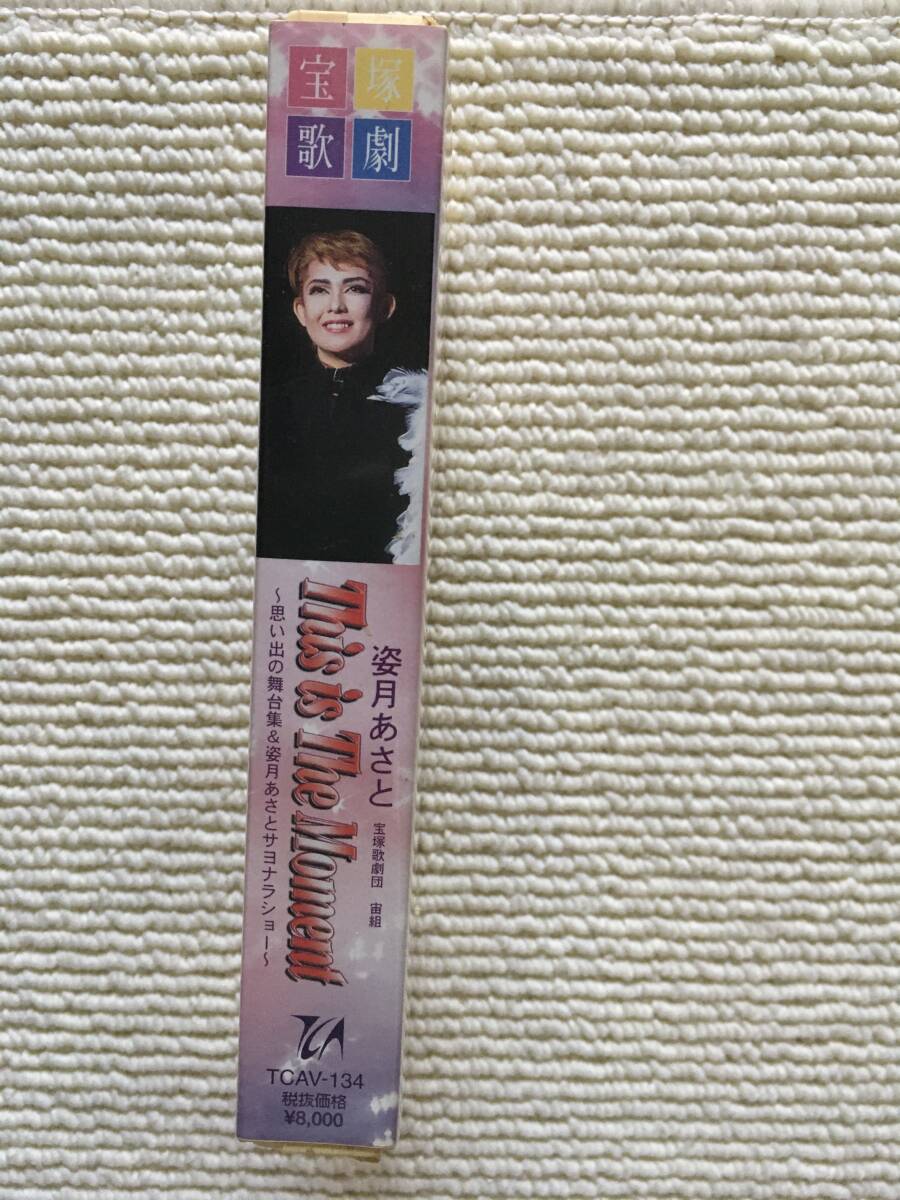 宝塚
歌劇
姿月あさと
宝塚歌劇団 宙組
This is The Moment
～思い出の舞台集&姿月あさとサヨナラショー～
TCA
TCAV-134
税抜価格
¥8,000